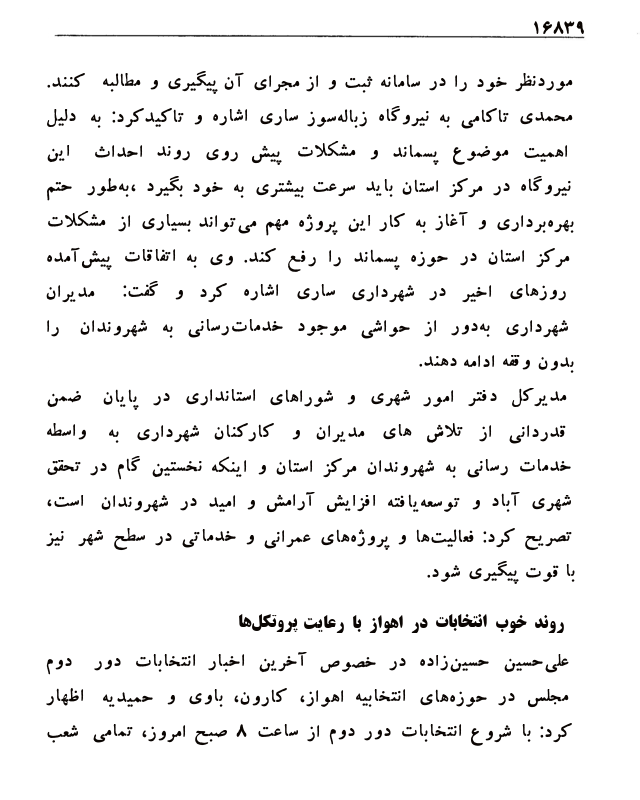 ۱۶۸۳۹
موردنظر خود را در سامانه ثبت و از مجرای آن پیگیری و مطالبه کنند.
محمدی تاکامی به نیروگاه زباله‌سوز ساری اشاره و تاکیدکرد: به دلیل
اهمیت موضوع پسماند و مشکلات پیش روی روند احداث این
نیروگاه در مرکز استان باید سرعت بیشتری به خود بگیرد ،به‌طور حتم
بهره‌برداری و آغاز به کار این پروژه مهم می‌تواند بسیاری از مشکلات
مرکز استان در حوزه پسماند را رفع کند. وی به اتفاقات پیش‌آمده
روزهای اخیر در شهرداری ساری اشاره کرد و گفت: مدیران
شهرداری به‌دور از حواشی موجود خدمات‌رسانی به شهروندان را
بدون وقفه ادامه دهند.
مدیرکل دفتر امور شهری و شوراهای استانداری در پایان ضمن
قدردانی از تلاش های مدیران و کارکنان شهرداری به واسطه
خدمات رسانی به شهروندان مرکز استان و اینکه نخستین گام در تحقق
شهری آباد و توسعه‌یافته افزایش آرامش و امید در شهروندان است،
تصریح کرد: فعالیت‌ها و پروژه‌های عمرانی و خدماتی در سطح شهر نیز
با قوت پیگیری شود.
روند خوب انتخابات در اهواز با رعایت پروتکل‌ها
علی‌حسین حسین‌زاده در خصوص آخرین اخبار انتخابات دور دوم
مجلس در حوزه‌های انتخابیه اهواز، کارون، باوی و حمیدیه اظهار
کرد: با شروع انتخابات دور دوم از ساعت ۸ صبح امروز، تمامی شعب